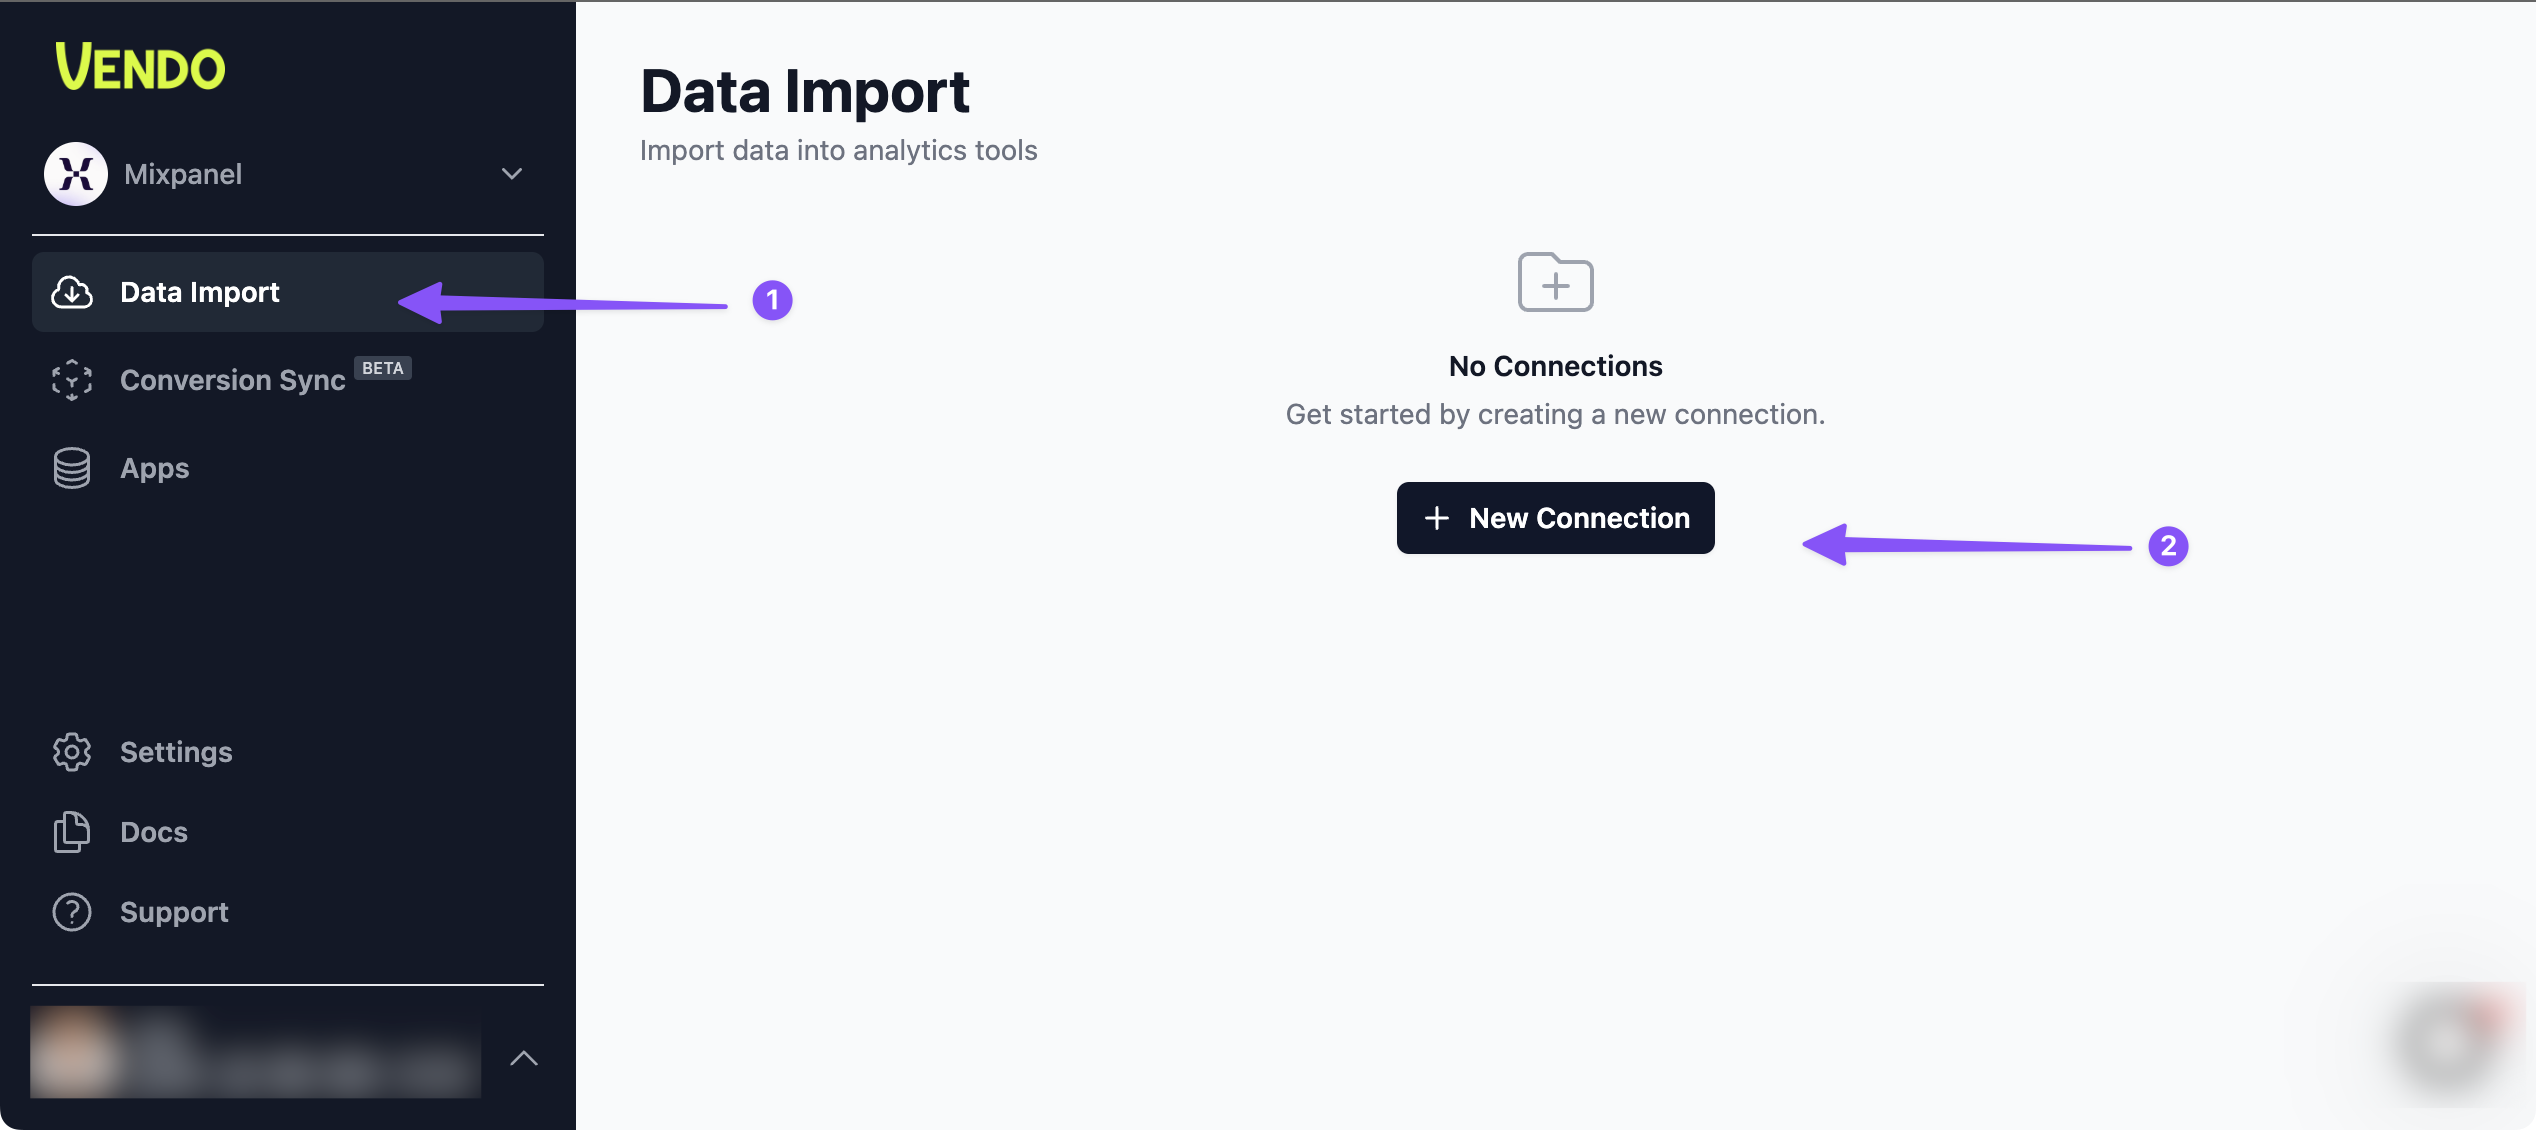 VENDO
Mixpanel
Data Import
Conversion Sync BETA
Apps
Settings
Docs
Support
Data Import
Import data into analytics tools
1
No Connections
Get started by creating a new connection.
+ New Connection
2